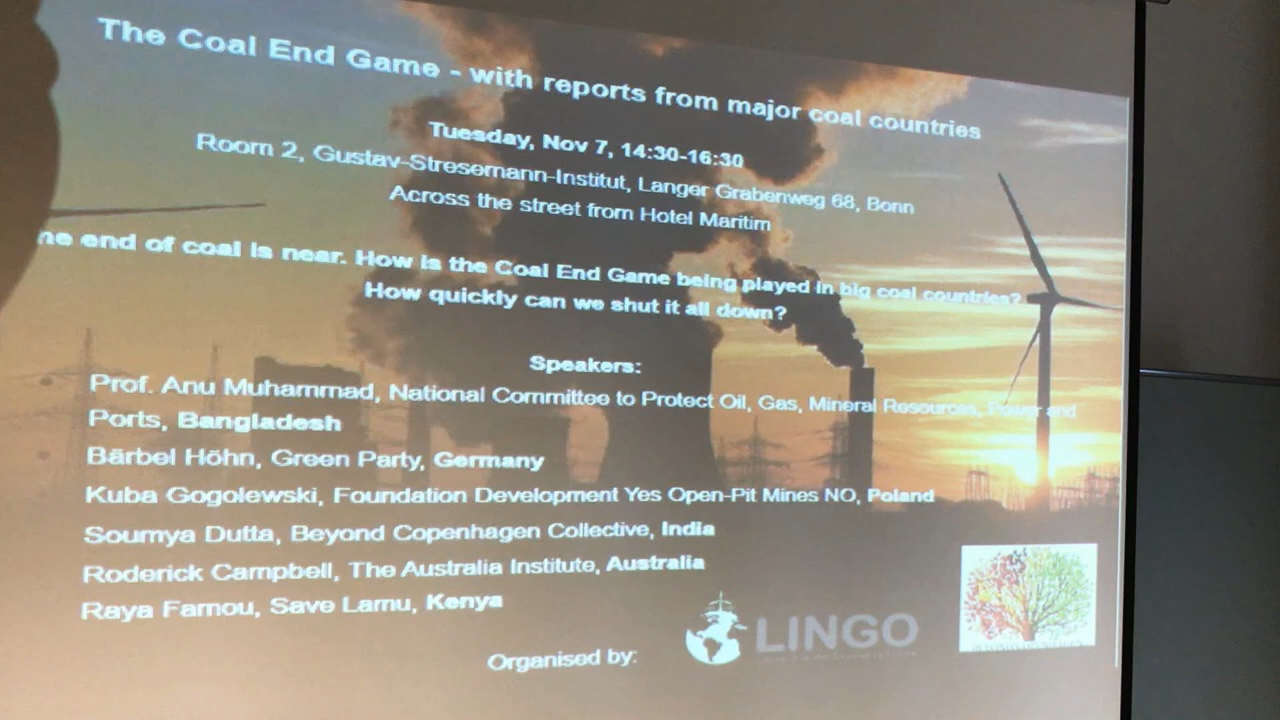 The Coal End Game - with reports from major coal countries
Tuesday, Nov 7, 14:30-16:30
Room 2, Gustav-Stresemann-Institut, Langer Grabenweg 68, Bonn
Across the street from Hotel Maritim
end of coal is near. How is the Coal End Game being played in big coal countries?
How quickly can we shut it all down?
Speakers:
Prof. Anu Muhammad, National Committee to Protect Oil, Gas, Mineral Resources, Power and
Ports, Bangladesh
Bärbel Höhn, Green Party, Germany
Kuba Gogolewski, Foundation Development Yes Open-Pit Mines NO, Poland
Soumya Dutta, Beyond Copenhagen Collective, India
Roderick Campbell, The Australia Institute, Australia
Raya Famou, Save Lamu, Kenya
Organised by:
LINGO